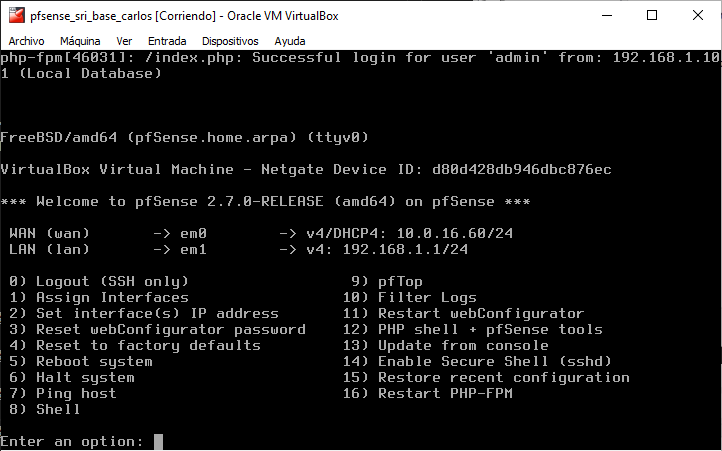 pfsense_sri_base_carlos [Corriendo] - Oracle VM VirtualBox
Archivo Máquina Ver Entrada Dispositivos Ayuda
php-fpm[46031]: /index.php: Successful login for user 'admin' from: 192.168.1.10
1 (Local Database)
FreeBSD/amd64 (pfSense.home.arpa) (ttyv0)
VirtualBox Virtual Machine - Netgate Device ID: d80d428db946dbc876ec
*** Welcome to pfSense 2.7.0-RELEASE (amd64) on pfSense ***
WAN (wan) -> em0 -> v4/DHCP4: 10.0.16.60/24
LAN (lan) -> em1 -> v4: 192.168.1.1/24
0) Logout (SSH only) 9) pfTop
1) Assign Interfaces 10) Filter Logs
2) Set interface(s) IP address 11) Restart webConfigurator
3) Reset webConfigurator password 12) PHP shell + pfSense tools
4) Reset to factory defaults 13) Update from console
5) Reboot system 14) Enable Secure Shell (sshd)
6) Halt system 15) Restore recent configuration
7) Ping host 16) Restart PHP-FPM
8) Shell
Enter an option: